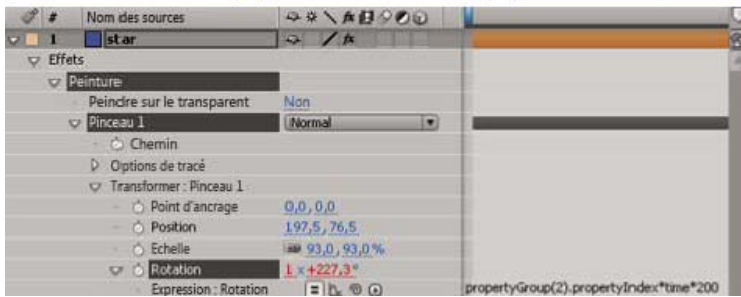 # Nom des sources
1 star
Effets
Peinture
Peindre sur le transparent Non
Pinceau 1 Normal
Chemin
Options de tracé
Transformer : Pinceau 1
Point d'ancrage 0,0 , 0,0
Position 197,5 , 76,5
Echelle 93,0 , 93,0 %
Rotation 1 x +227,3°
Expression : Rotation propertyGroup(2).propertyIndex*time*200